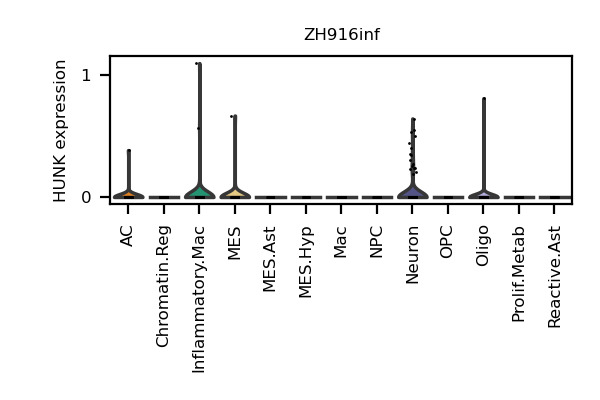 ZH916inf
HUNK expression
1
0
AC
Chromatin.Reg
Inflammatory.Mac
MES
MES.Ast
MES.Hyp
Mac
NPC
Neuron
OPC
Oligo
Prolif.Metab
Reactive.Ast